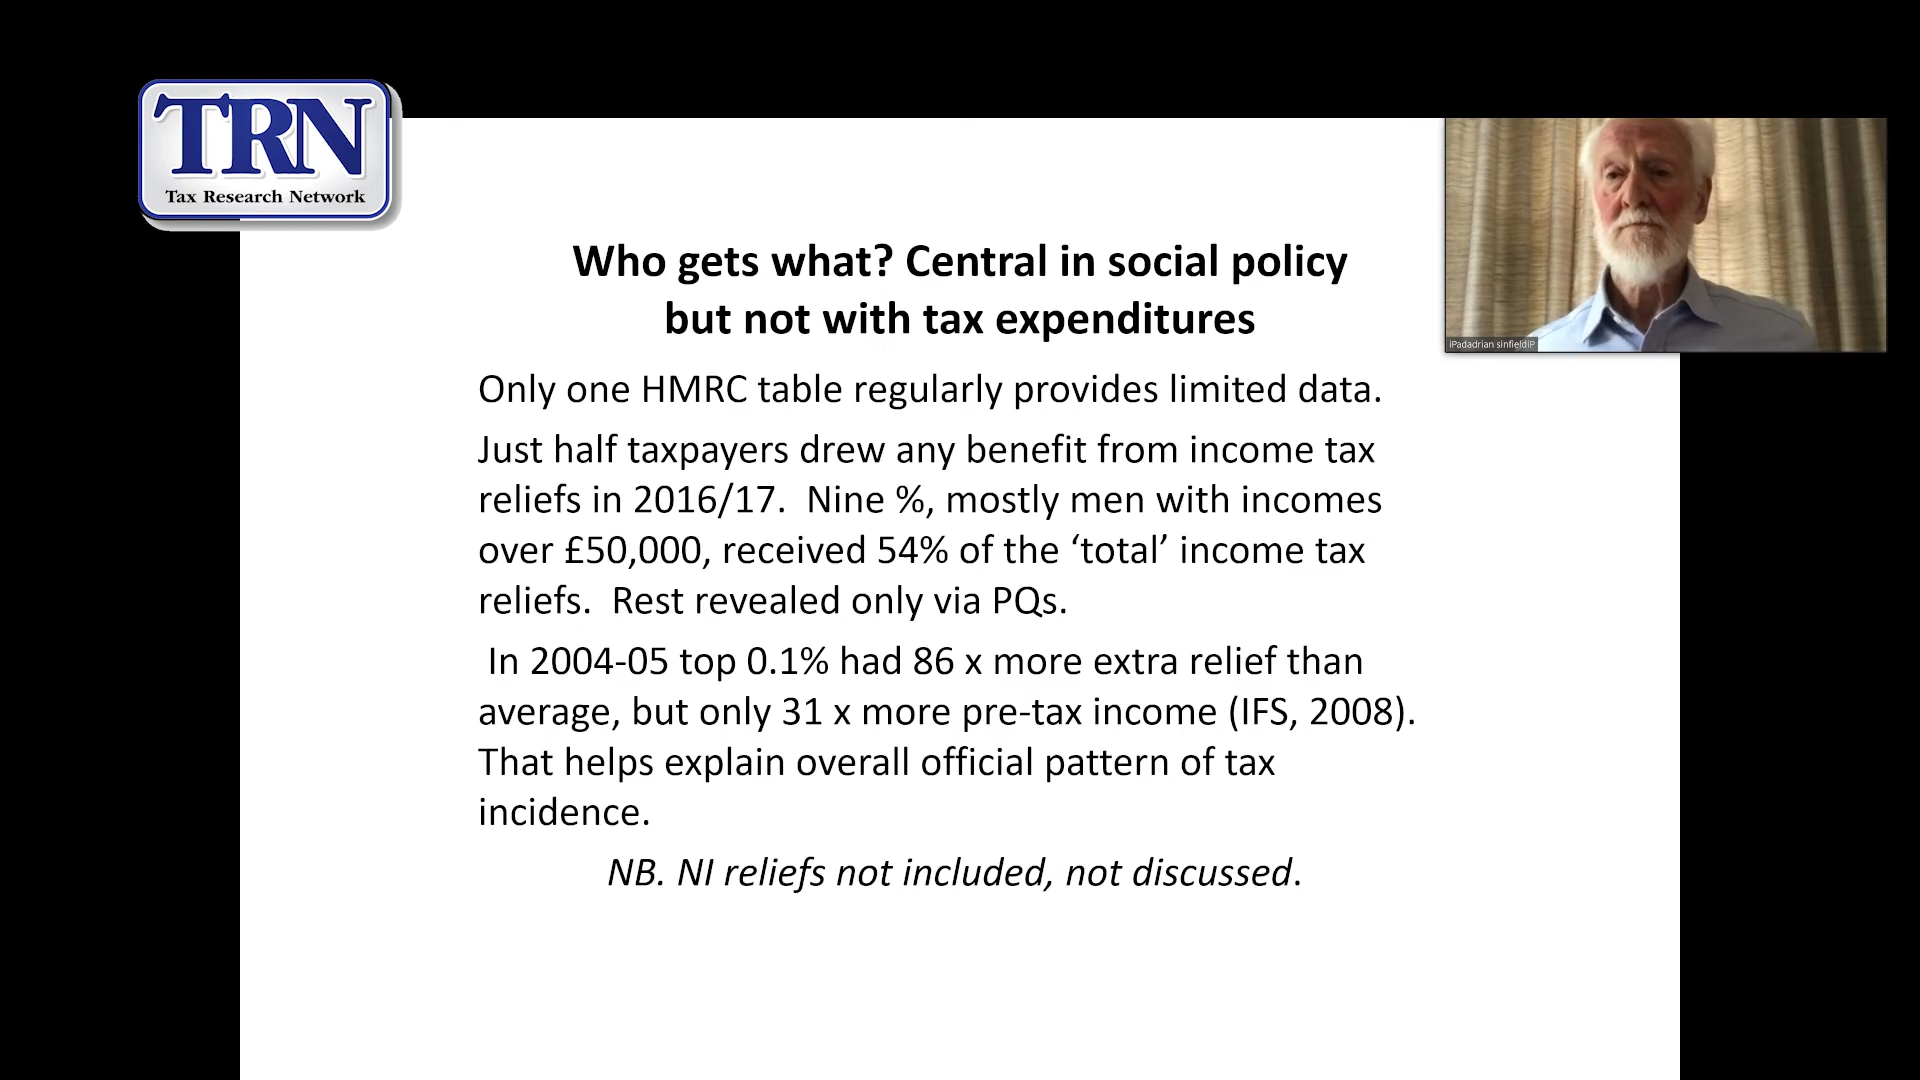 TRN
Tax Research Network
Who gets what? Central in social policy
but not with tax expenditures
iPadadrian sinfieldiP
Only one HMRC table regularly provides limited data.
Just half taxpayers drew any benefit from income tax
reliefs in 2016/17.  Nine %, mostly men with incomes
over £50,000, received 54% of the ‘total’ income tax
reliefs.  Rest revealed only via PQs.
In 2004-05 top 0.1% had 86 x more extra relief than
average, but only 31 x more pre-tax income (IFS, 2008).
That helps explain overall official pattern of tax
incidence.
NB. NI reliefs not included, not discussed.